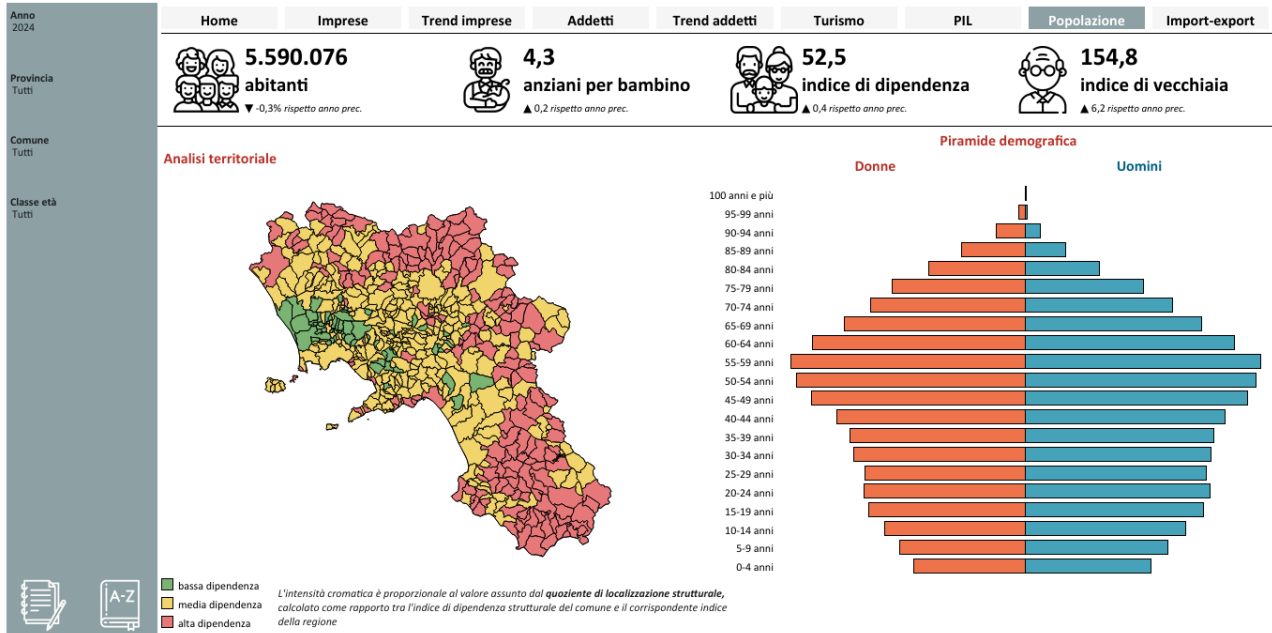 Anno
2024
Provincia
Tutti
Comune
Tutti
Classe età
Tutti
A-Z
Home Imprese Trend imprese Addetti Trend addetti Turismo PIL Popolazione Import-export
5.590.076
abitanti
▼ -0,3% rispetto anno prec.
4,3
anziani per bambino
▲ 0,2 rispetto anno prec.
52,5
indice di dipendenza
▲ 0,4 rispetto anno prec.
154,8
indice di vecchiaia
▲ 6,2 rispetto anno prec.
Analisi territoriale
bassa dipendenza
media dipendenza
alta dipendenza
L'intensità cromatica è proporzionale al valore assunto dal quoziente di localizzazione strutturale,
calcolato come rapporto tra l'indice di dipendenza strutturale del comune e il corrispondente indice
della regione
Piramide demografica
Donne Uomini
100 anni e più
95-99 anni
90-94 anni
85-89 anni
80-84 anni
75-79 anni
70-74 anni
65-69 anni
60-64 anni
55-59 anni
50-54 anni
45-49 anni
40-44 anni
35-39 anni
30-34 anni
25-29 anni
20-24 anni
15-19 anni
10-14 anni
5-9 anni
0-4 anni